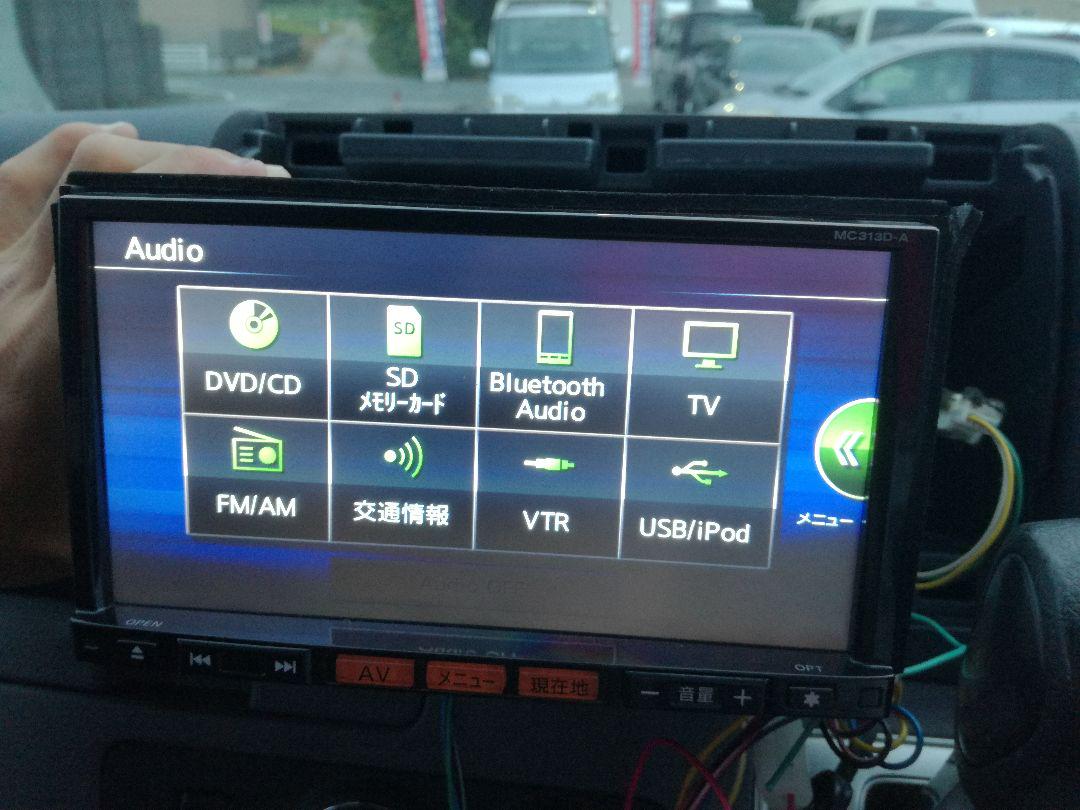 MC313D-A
Audio
SD
DVD/CD
SD
メモリーカード
Bluetooth
Audio
TV
FM/AM
交通情報
VTR
USB/iPod
メニュー
OPEN
OPT
AV
メニュー
現在地
音量